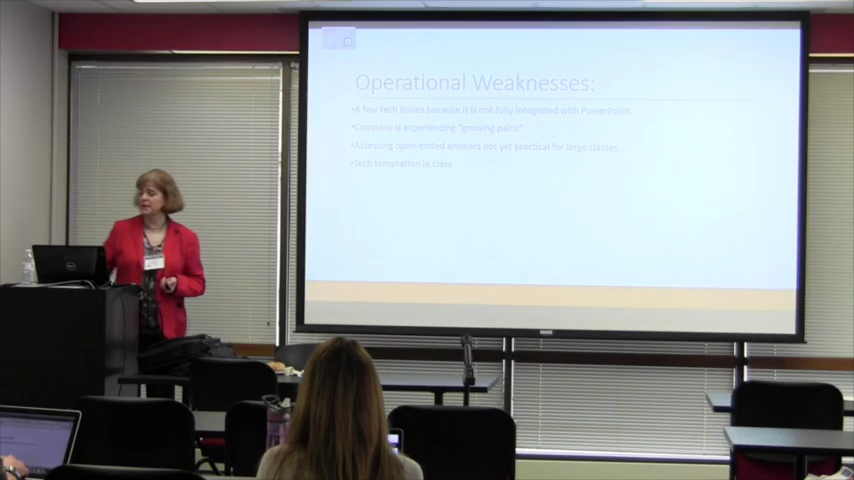 Operational Weaknesses:
•A few tech issues because it is not fully integrated with PowerPoint.
•Company is experiencing "growing pains".
•Assessing open-ended answers not yet practical for large classes.
•Tech temptation in class